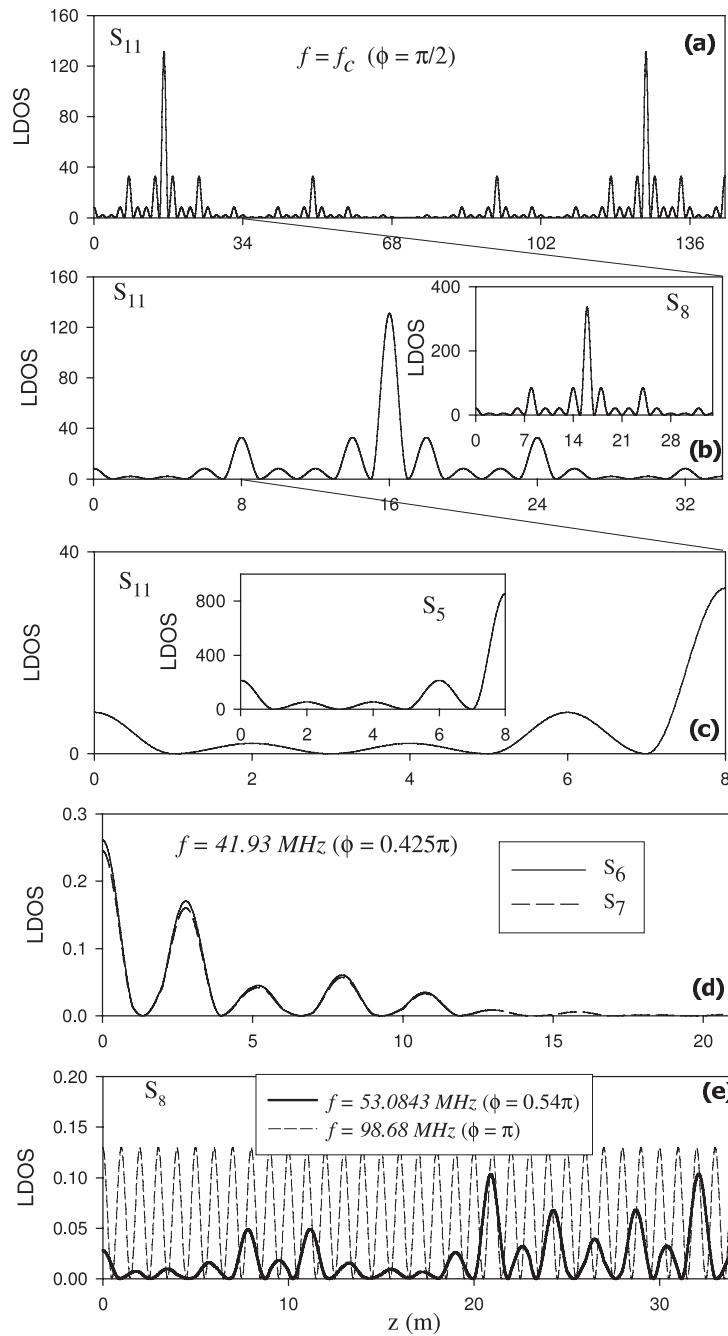 160
120
80
40
0
LDOS
S11
f = fc (ϕ = π/2)
(a)
0 34 68 102 136
160
120
80
40
0
LDOS
S11
400
200
0
LDOS
S8
0 7 14 21 28
(b)
0 8 16 24 32
40
0
LDOS
S11
800
400
0
LDOS
S5
0 2 4 6 8
(c)
0 2 4 6 8
0.3
0.2
0.1
0.0
LDOS
f = 41.93 MHz (ϕ = 0.425π)
S6
S7
(d)
0 5 10 15 20
0.20
0.15
0.10
0.05
0.00
LDOS
S8
f = 53.0843 MHz (ϕ = 0.54π)
f = 98.68 MHz (ϕ = π)
(e)
0 10 20 30
z (m)